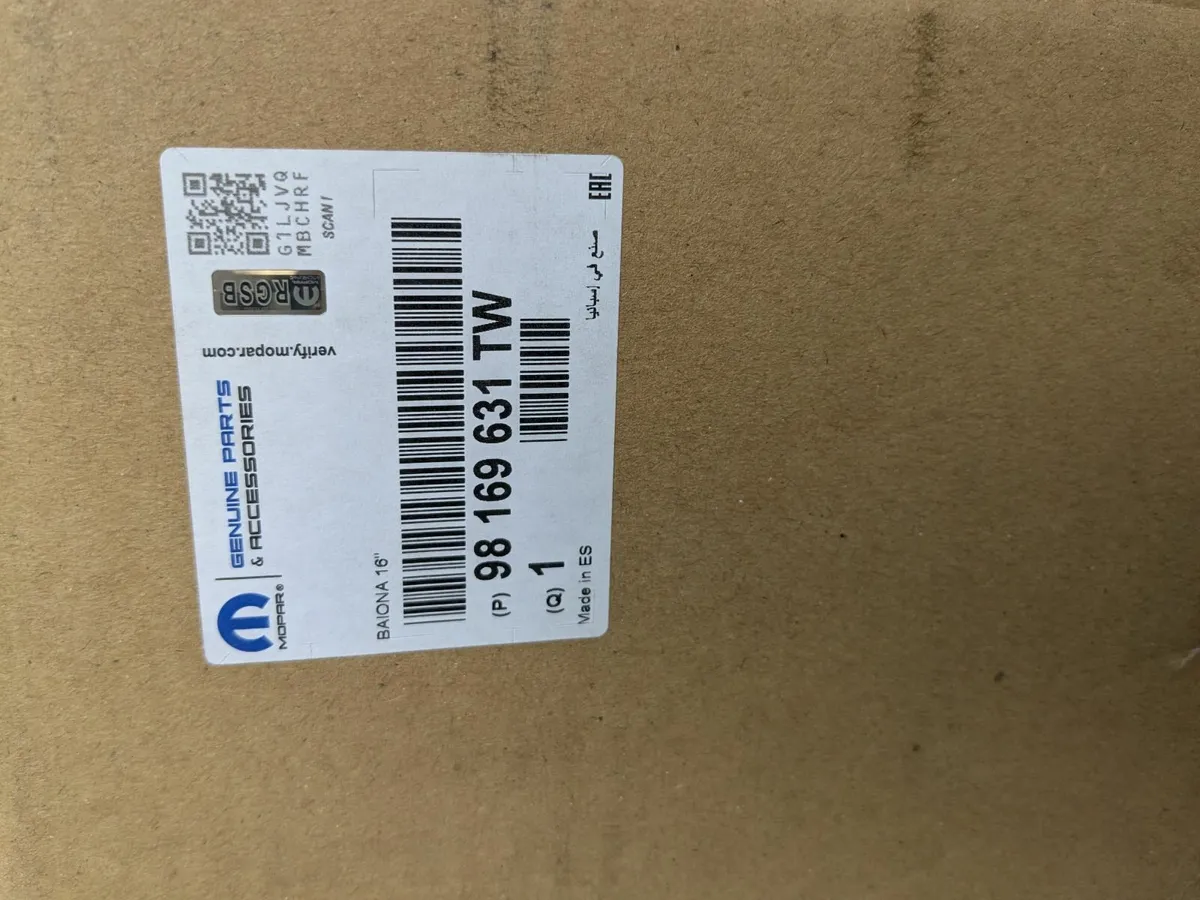 MOPAR®
GENUINE PARTS
& ACCESSORIES
verify.mopar.com
RGSB
G1LJVQ
MBCHRF
SCAN!
BAIONA 16"
(P) 98 169 631 TW
(Q) 1
Made in ES
صنع في إسبانيا
EAC